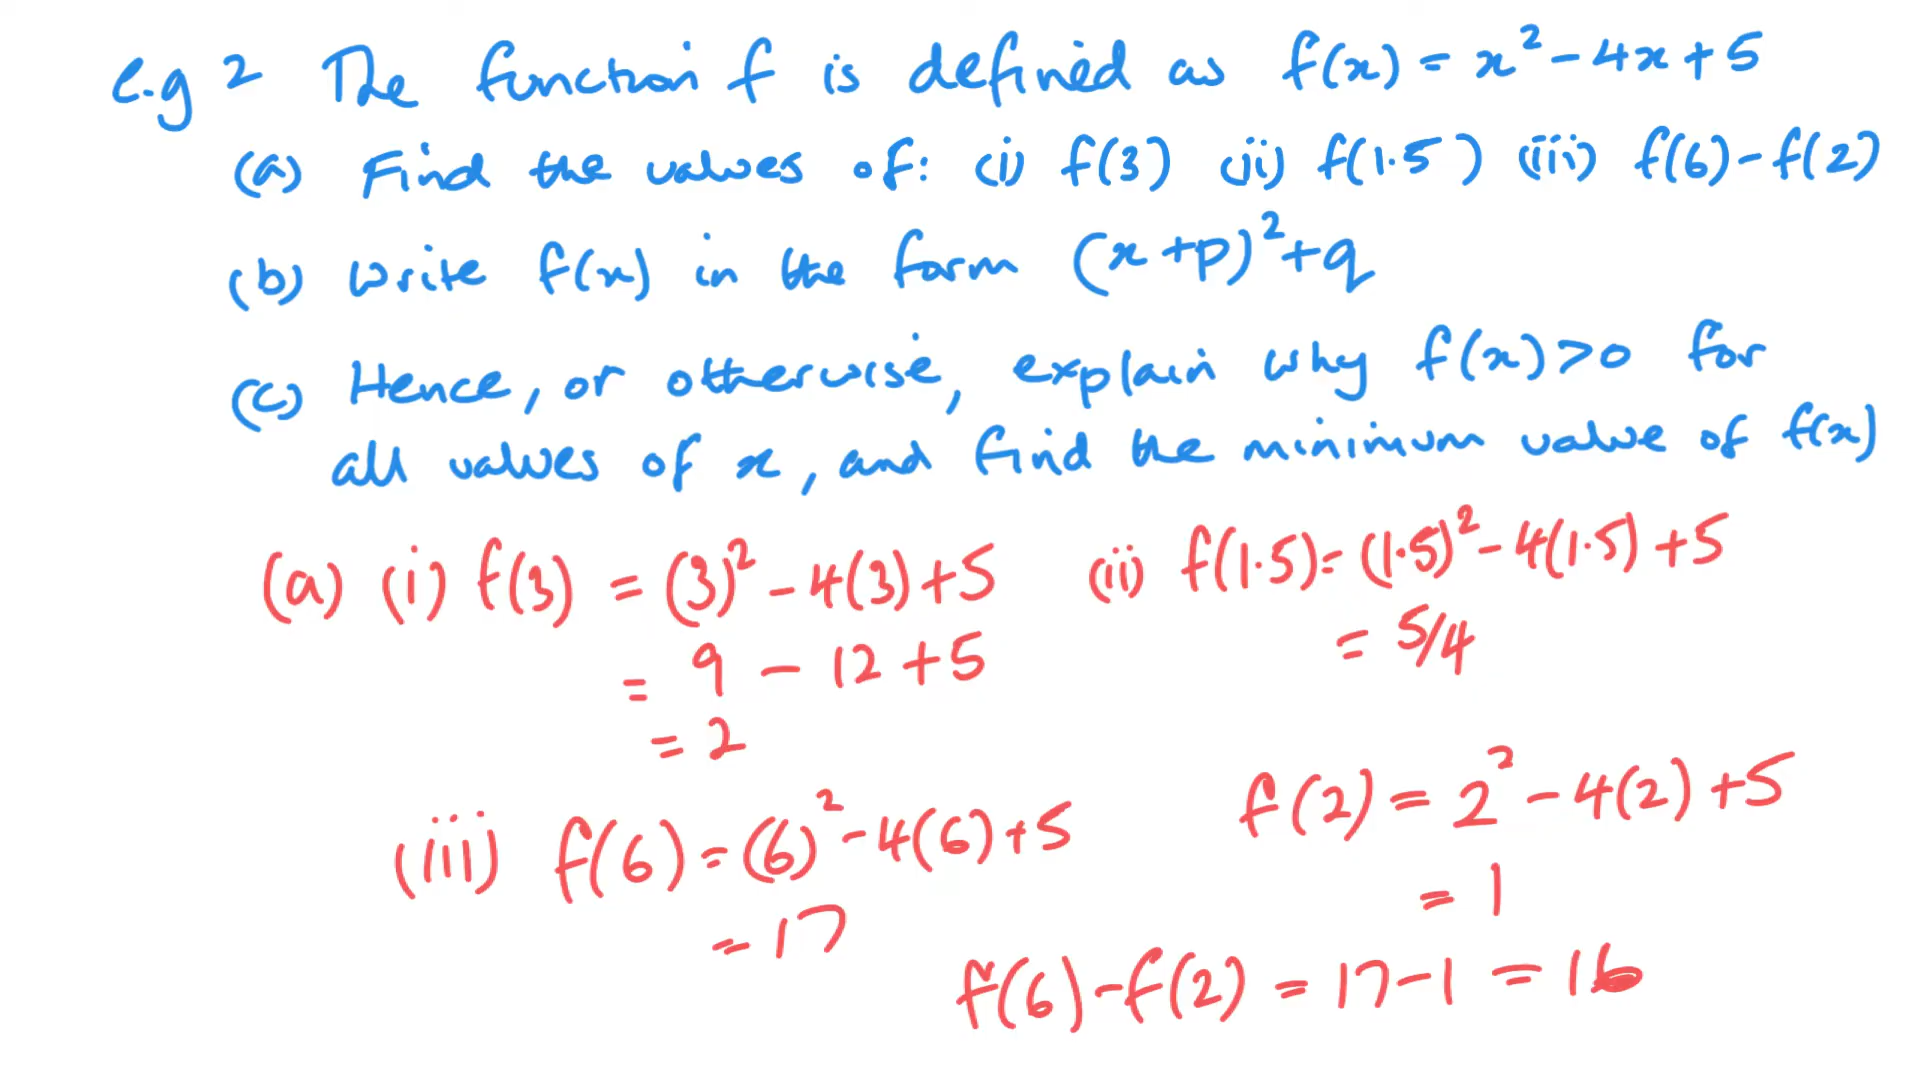 e.g 2 The function f is defined as f(x) = x² - 4x + 5
(a) Find the values of: (i) f(3) (ii) f(1.5) (iii) f(6) - f(2)
(b) Write f(x) in the form (x + p)² + q
(c) Hence, or otherwise, explain why f(x) > 0 for
all values of x, and find the minimum value of f(x)
(a) (i) f(3) = (3)² - 4(3) + 5
= 9 - 12 + 5
= 2
(ii) f(1.5) = (1.5)² - 4(1.5) + 5
= 5/4
(iii) f(6) = (6)² - 4(6) + 5
= 17
f(2) = 2² - 4(2) + 5
= 1
f(6) - f(2) = 17 - 1 = 16